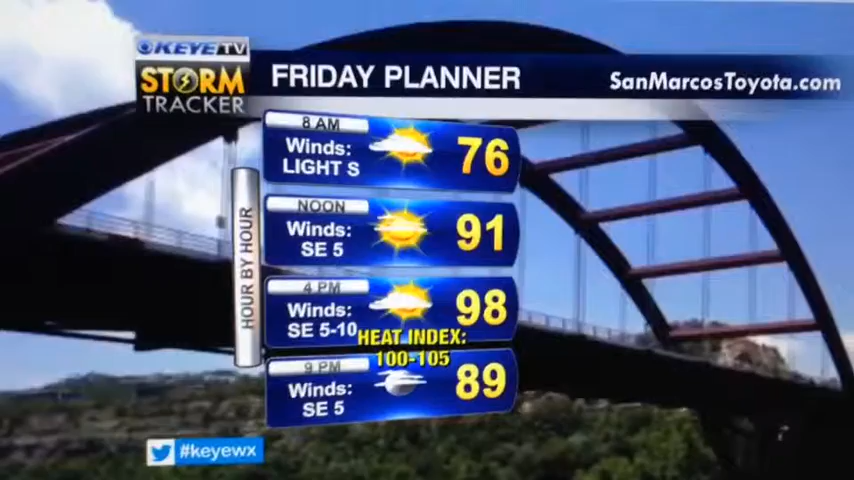 KEYE TV
STORM
TRACKER
FRIDAY PLANNER
SanMarcosToyota.com
HOUR BY HOUR
8 AM
Winds:
LIGHT S
76
NOON
Winds:
SE 5
91
4 PM
Winds:
SE 5-10
98
HEAT INDEX:
100-105
9 PM
Winds:
SE 5
89
#keyewx